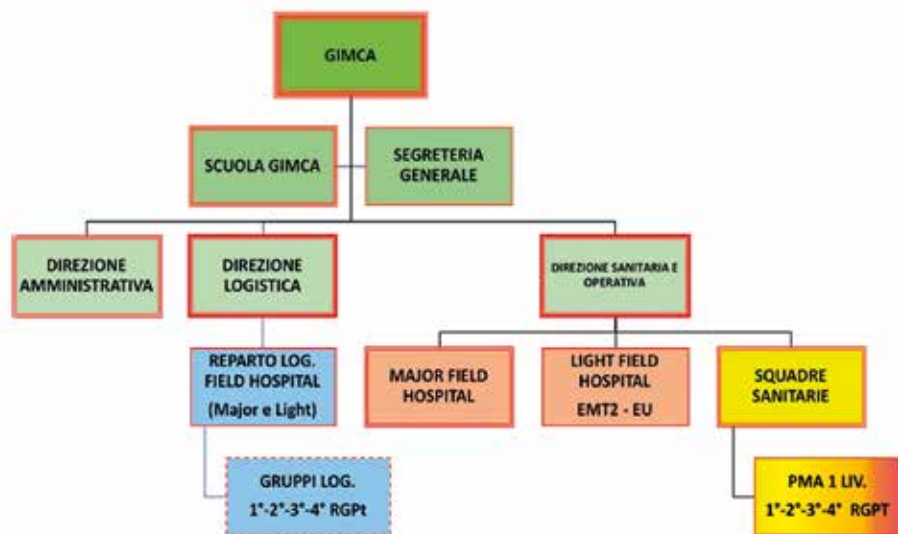 GIMCA
SCUOLA GIMCA
SEGRETERIA
GENERALE
DIREZIONE
AMMINISTRATIVA
DIREZIONE
LOGISTICA
DIREZIONE SANITARIA E
OPERATIVA
REPARTO LOG.
FIELD HOSPITAL
(Major e Light)
MAJOR FIELD
HOSPITAL
LIGHT FIELD
HOSPITAL
EMT2 - EU
SQUADRE
SANITARIE
GRUPPI LOG.
1°-2°-3°-4° RGPt
PMA 1 LIV.
1°-2°-3°-4° RGPT